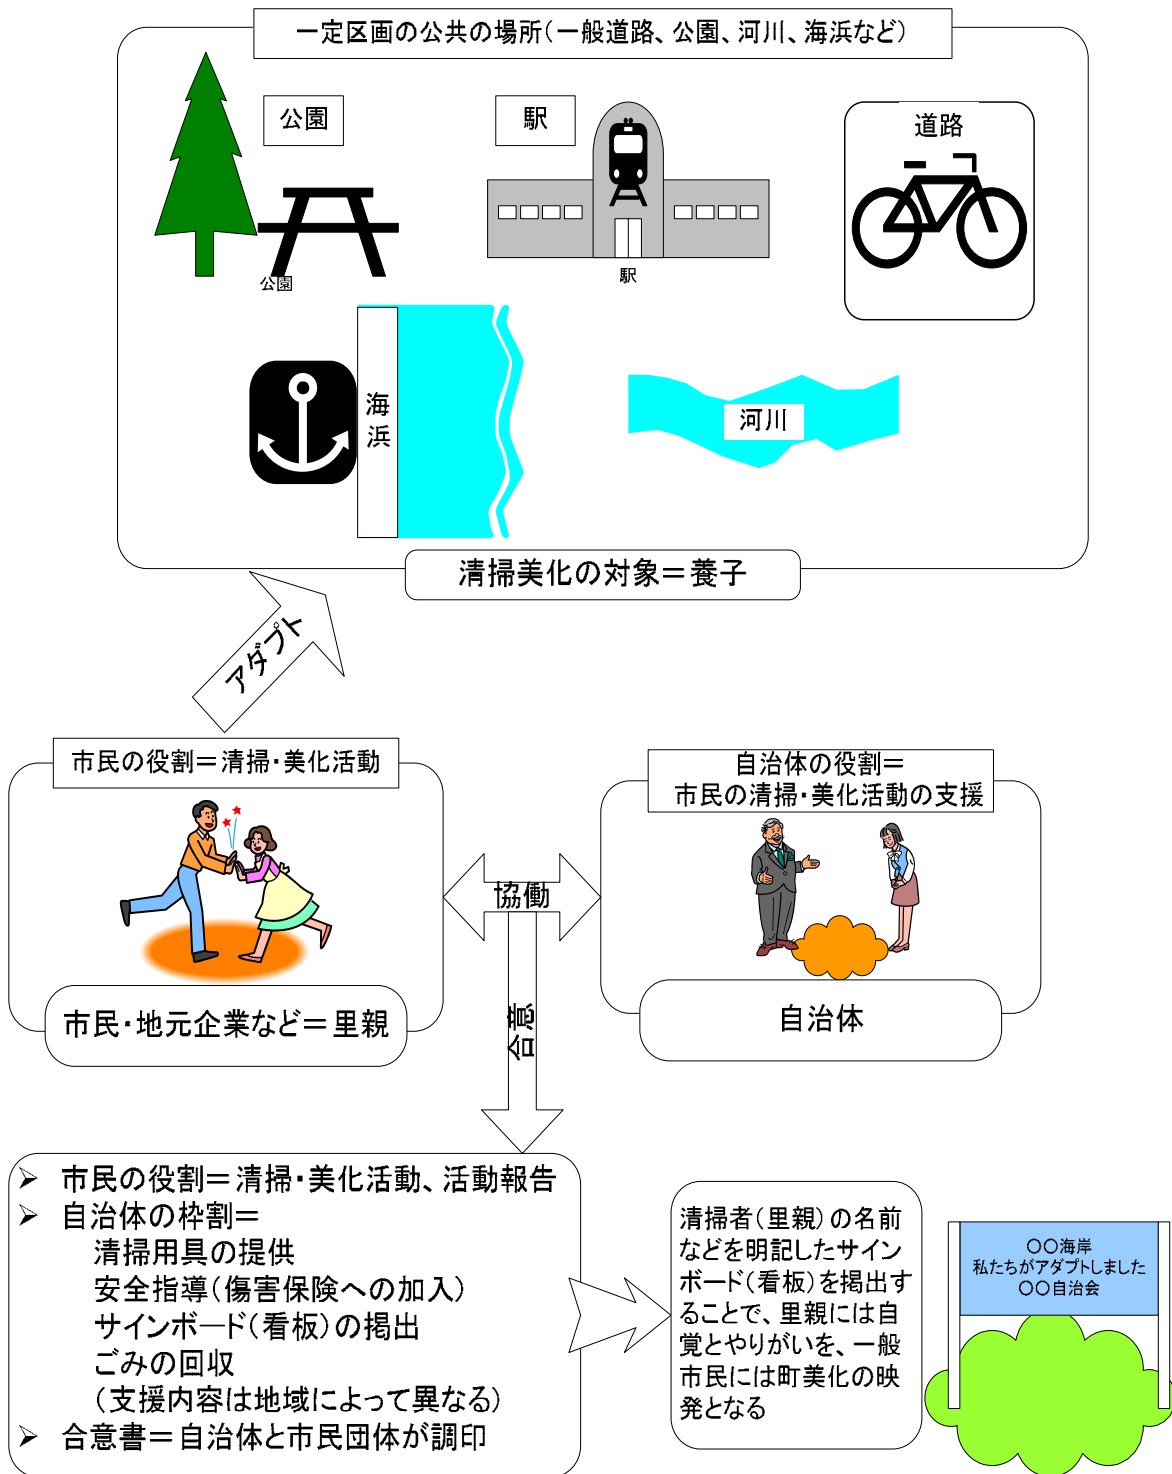 一定区画の公共の場所（一般道路、公園、河川、海浜など）
公園
駅
道路
公園
駅
海浜
河川
清掃美化の対象＝養子
アダプト
市民の役割＝清掃・美化活動
自治体の役割＝
市民の清掃・美化活動の支援
協働
市民・地元企業など＝里親
自治体
合意
➢ 市民の役割＝清掃・美化活動、活動報告
➢ 自治体の枠割＝
清掃用具の提供
安全指導（傷害保険への加入）
サインボード（看板）の掲出
ごみの回収
（支援内容は地域によって異なる）
➢ 合意書＝自治体と市民団体が調印
清掃者（里親）の名前
などを明記したサイン
ボード（看板）を掲出す
ることで、里親には自
覚とやりがいを、一般
市民には町美化の映
発となる
〇〇海岸
私たちがアダプトしました
〇〇自治会